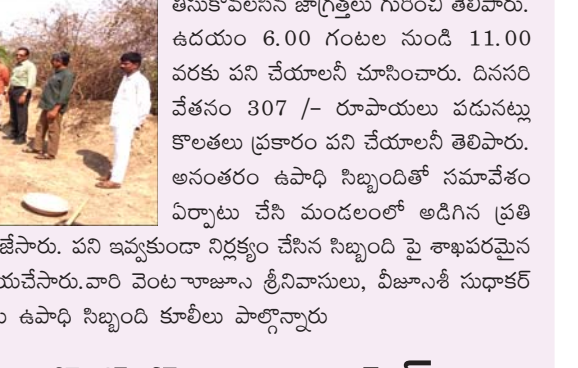 తీసుకోవలసిన జాగ్రత్తలు గురించి తెలిపారు.
ఉదయం 6.00 గంటల నుండి 11.00
వరకు పని చేయాలనీ చూసించారు. దినసరి
వేతనం 307 /- రూపాయలు పడునట్లు
కొలతలు ప్రకారం పని చేయాలనీ తెలిపారు.
అనంతరం ఉపాధి సిబ్బందితో సమావేశం
ఏర్పాటు చేసి మండలంలో అడిగిన ప్రతి
జేసారు. పని ఇవ్వకుండా నిర్లక్యం చేసిన సిబ్బంది పై శాఖపరమైన
యచేసారు.వారి వెంట శ్రీనివాసులు, సుధాకర్
ఉపాధి సిబ్బంది కూలీలు పాల్గొన్నారు